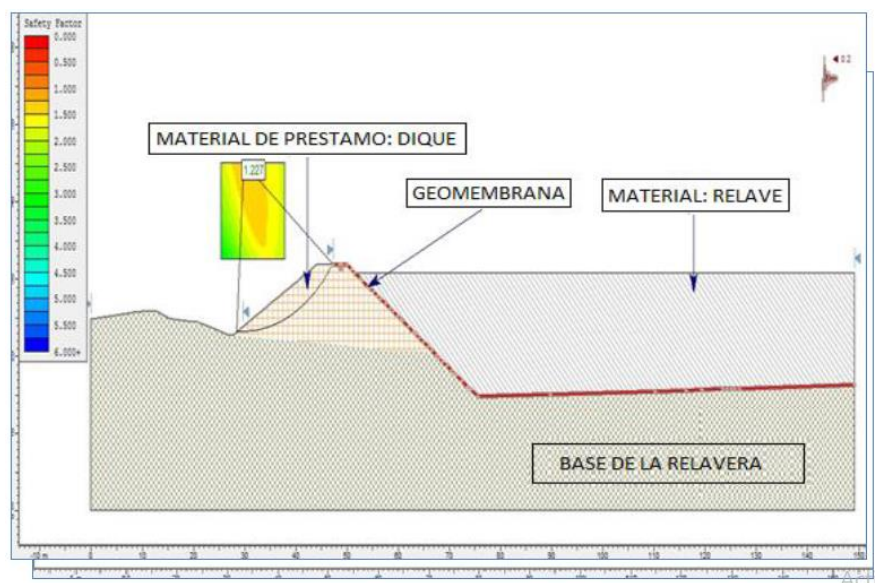 Safety Factor
0.000
0.500
1.000
1.500
2.000
2.500
3.000
3.500
4.000
4.500
5.000
5.500
6.000+
0.2
MATERIAL DE PRESTAMO: DIQUE
1.227
GEOMEMBRANA
MATERIAL: RELAVE
BASE DE LA RELAVERA
-10 m 0 10 20 30 40 50 60 70 80 90 100 110 120 130 140 150